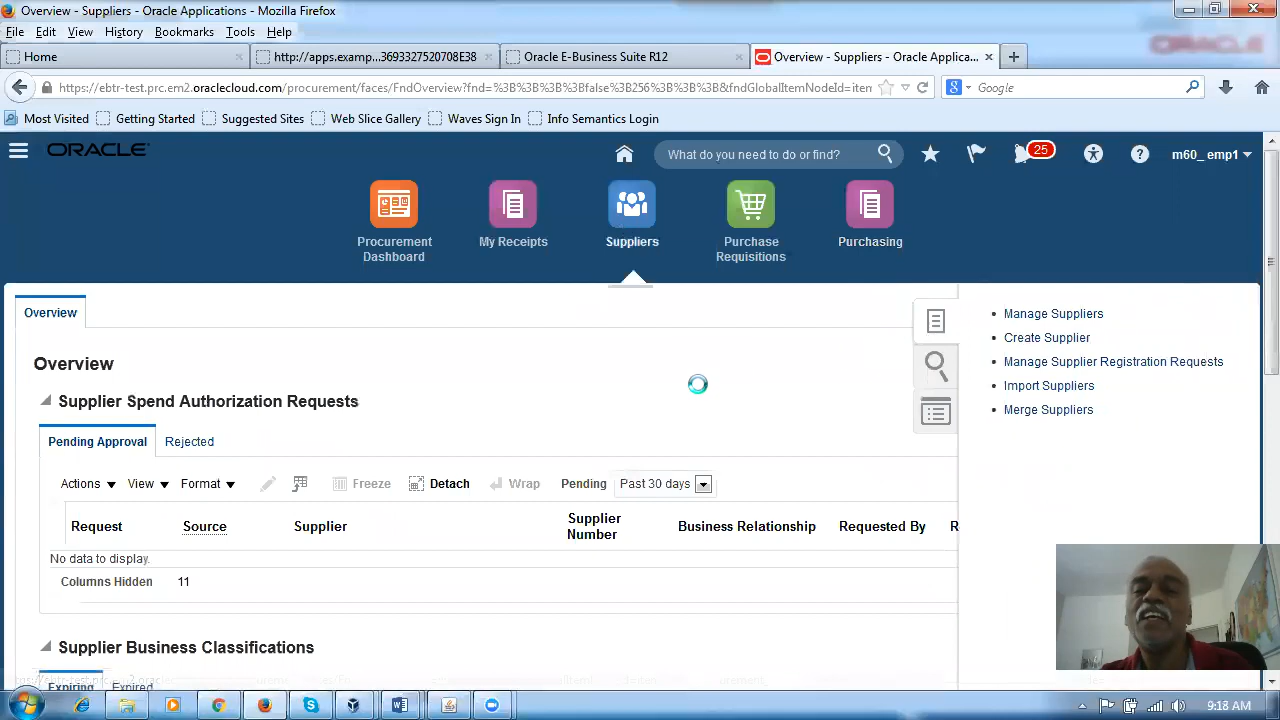 Overview - Suppliers - Oracle Applications - Mozilla Firefox
File Edit View History Bookmarks Tools Help
Home
http://apps.examp...3693327520708E38
Oracle E-Business Suite R12
Overview - Suppliers - Oracle Applica...
https://ebtr-test.prc.em2.oraclecloud.com/procurement/faces/FndOverview?fnd=%3B%3B%3B%3Bfalse%3B256%3B%3B%3B&fndGlobalItemNodeId=item
Google
Most Visited Getting Started Suggested Sites Web Slice Gallery Waves Sign In Info Semantics Login
ORACLE
What do you need to do or find?
25
m60_emp1
Procurement Dashboard
My Receipts
Suppliers
Purchase Requisitions
Purchasing
Overview
Manage Suppliers
Create Supplier
Manage Supplier Registration Requests
Import Suppliers
Merge Suppliers
Overview
Supplier Spend Authorization Requests
Pending Approval Rejected
Actions View Format Freeze Detach Wrap Pending Past 30 days
Request Source Supplier Supplier Number Business Relationship Requested By R
No data to display.
Columns Hidden 11
Supplier Business Classifications
Expiring Expired
9:18 AM